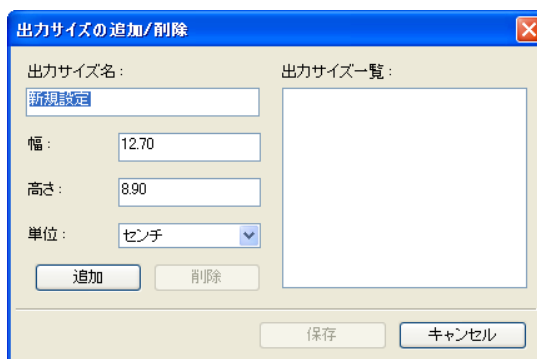 出力サイズの追加/削除
出力サイズ名:
新規設定
幅:
12.70
高さ:
8.90
単位:
センチ
追加
削除
出力サイズ一覧:
保存
キャンセル